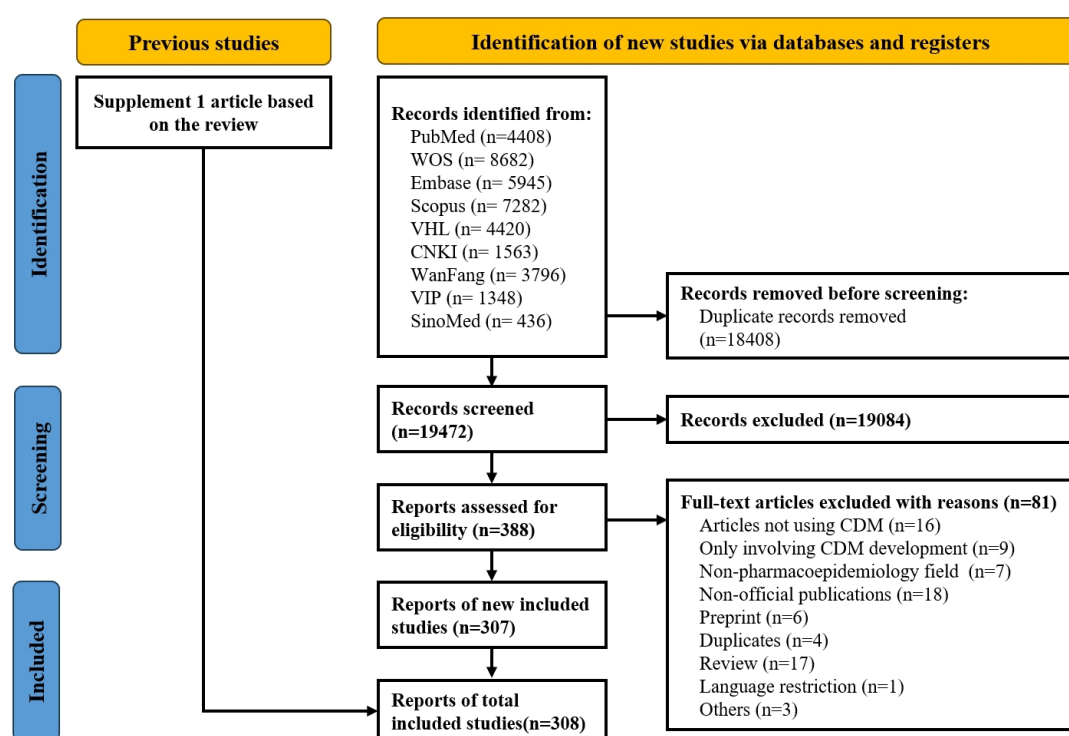 Previous studies
Identification of new studies via databases and registers
Identification
Supplement 1 article based
on the review
Records identified from:
PubMed (n=4408)
WOS (n= 8682)
Embase (n= 5945)
Scopus (n= 7282)
VHL (n= 4420)
CNKI (n= 1563)
WanFang (n= 3796)
VIP (n= 1348)
SinoMed (n= 436)
Records removed before screening:
Duplicate records removed
(n=18408)
Screening
Records screened
(n=19472)
Records excluded (n=19084)
Reports assessed for
eligibility (n=388)
Full-text articles excluded with reasons (n=81)
Articles not using CDM (n=16)
Only involving CDM development (n=9)
Non-pharmacoepidemiology field (n=7)
Non-official publications (n=18)
Preprint (n=6)
Duplicates (n=4)
Review (n=17)
Language restriction (n=1)
Others (n=3)
Included
Reports of new included
studies (n=307)
Reports of total
included studies(n=308)